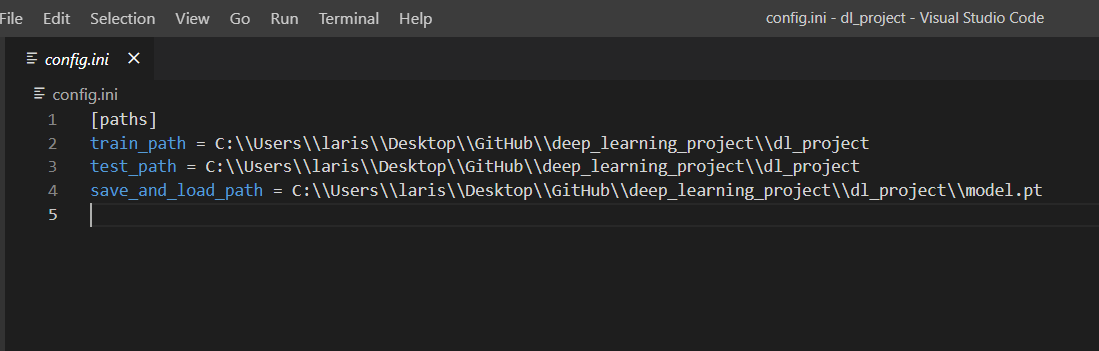 File Edit Selection View Go Run Terminal Help config.ini - dl_project - Visual Studio Code
config.ini
config.ini
1 [paths]
2 train_path = C:\\Users\\laris\\Desktop\\GitHub\\deep_learning_project\\dl_project
3 test_path = C:\\Users\\laris\\Desktop\\GitHub\\deep_learning_project\\dl_project
4 save_and_load_path = C:\\Users\\laris\\Desktop\\GitHub\\deep_learning_project\\dl_project\\model.pt
5